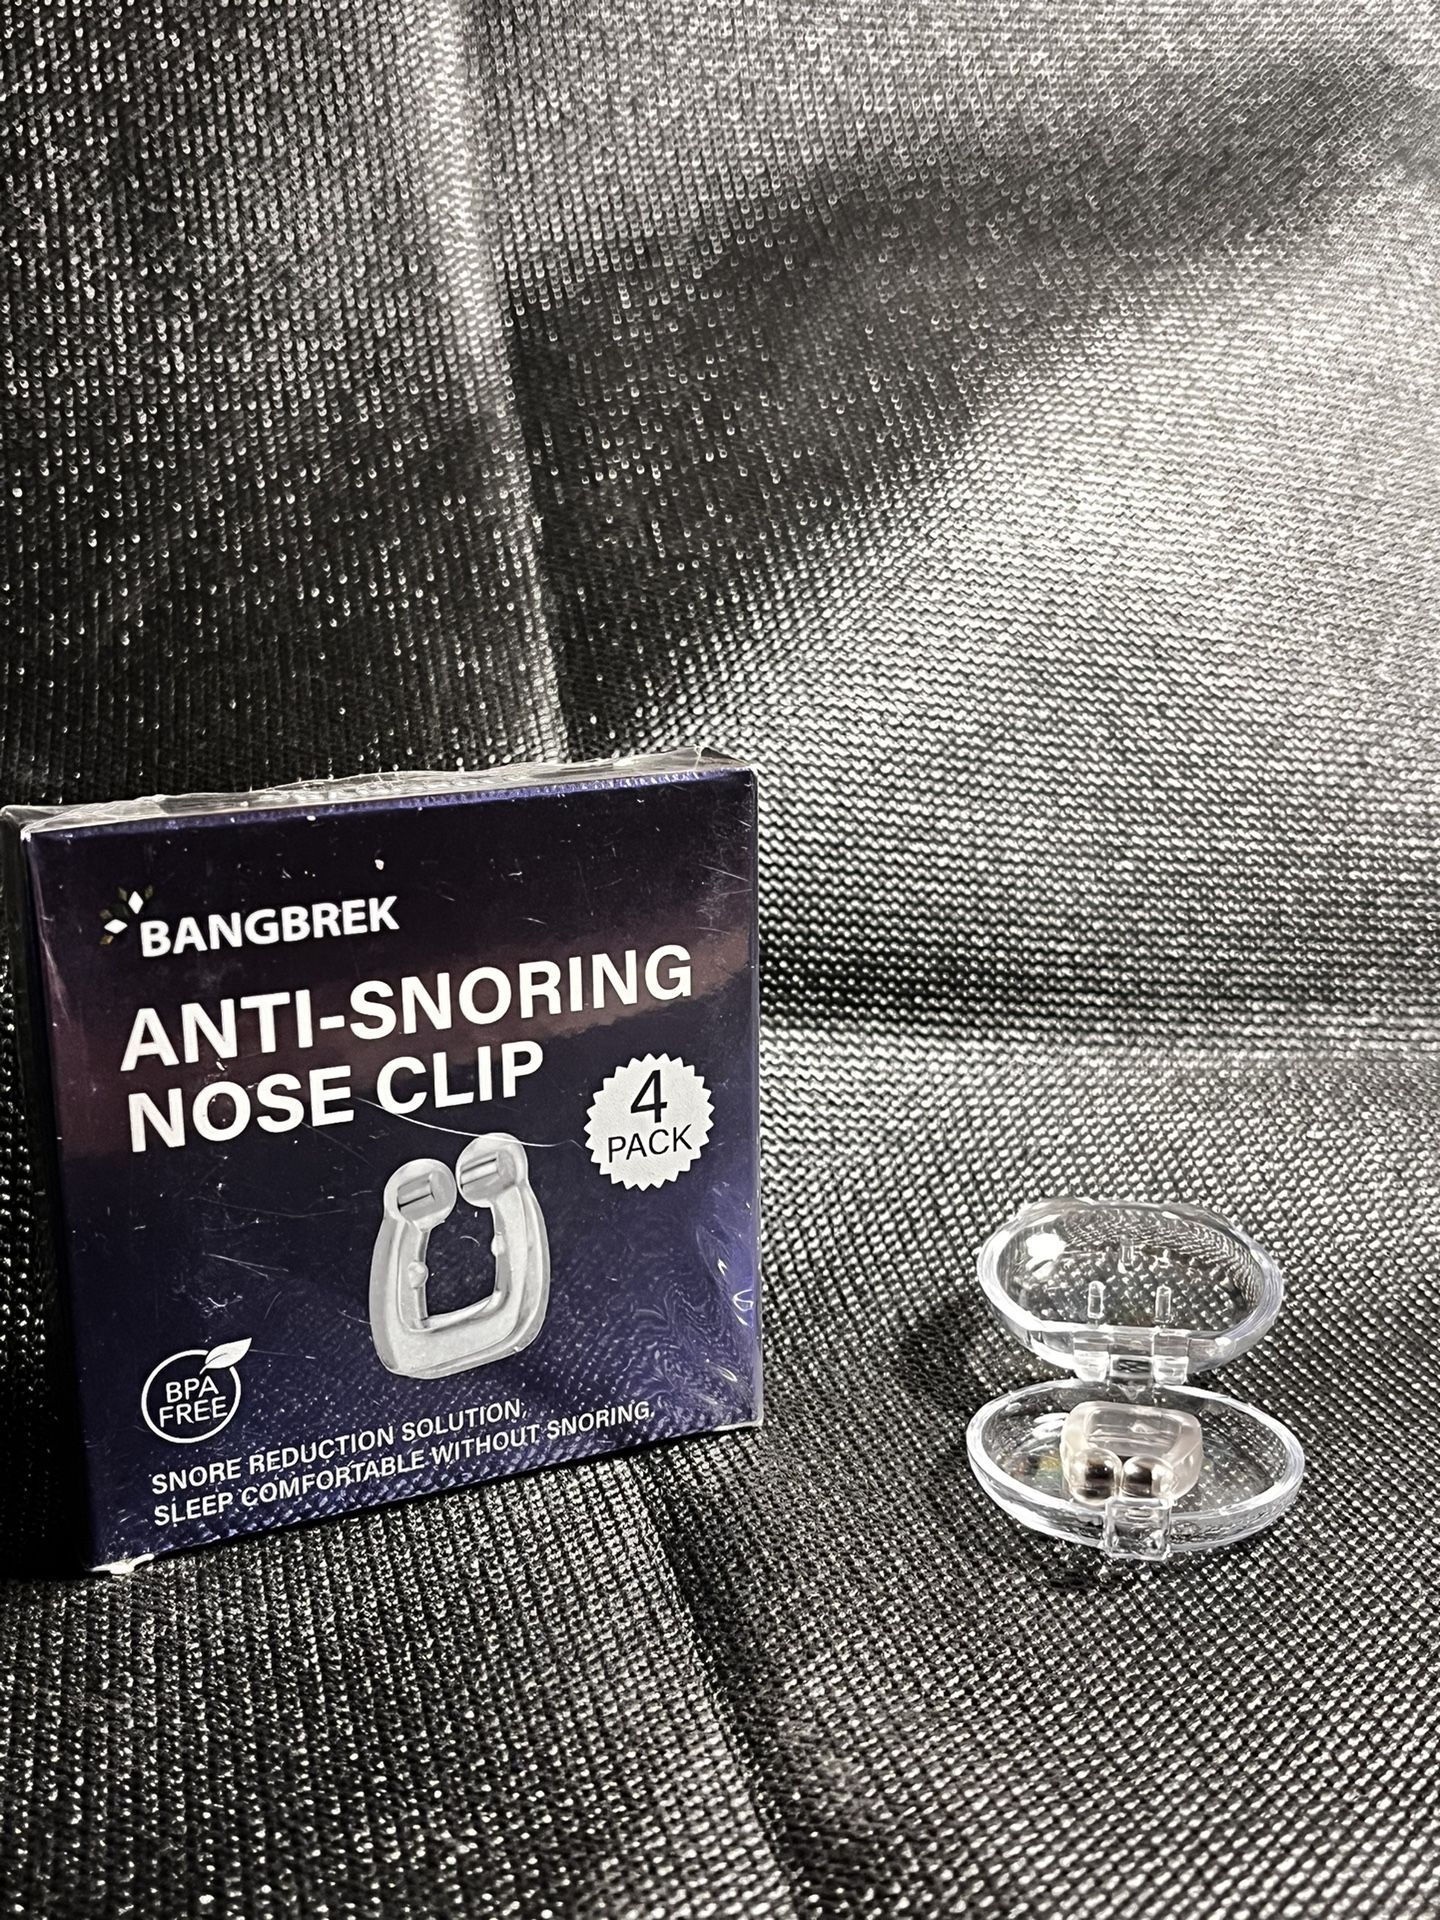 BANGBREK
ANTI-SNORING
NOSE CLIP
4
PACK
BPA
FREE
SNORE REDUCTION SOLUTION,
SLEEP COMFORTABLE WITHOUT SNORING.